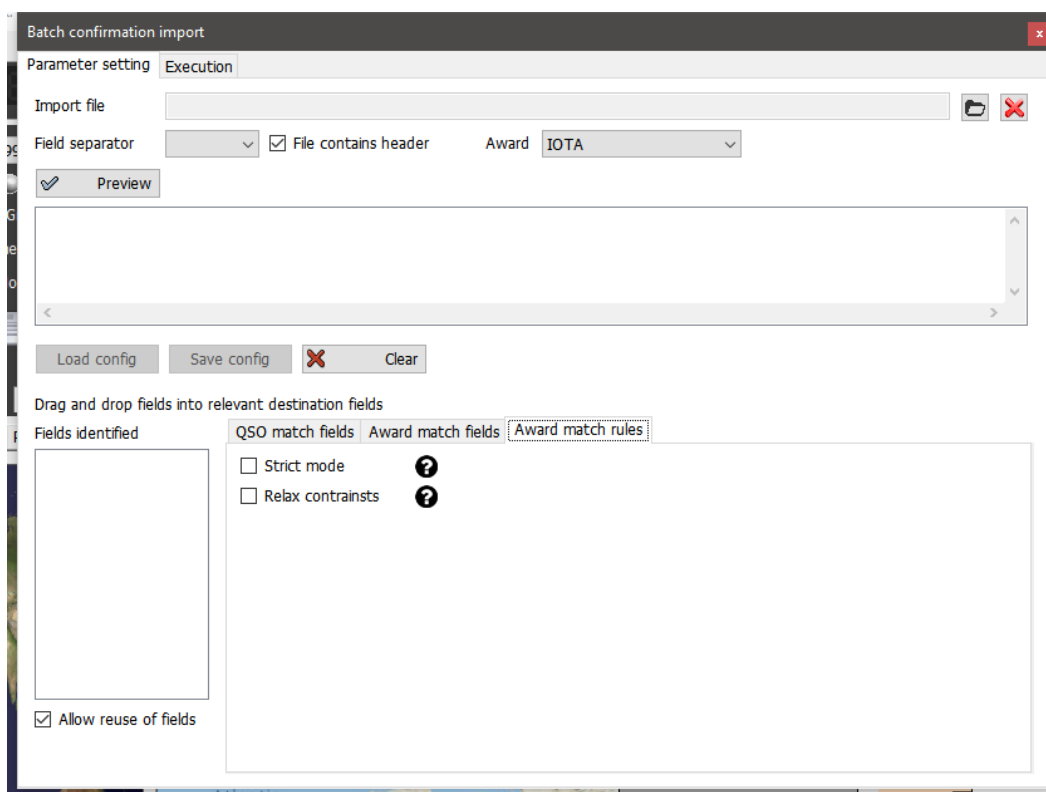 Batch confirmation import
x
Parameter setting Execution
Import file
Field separator File contains header Award IOTA
Preview
Load config Save config Clear
Drag and drop fields into relevant destination fields
Fields identified QSO match fields Award match fields Award match rules
Strict mode ?
Relax contrainsts ?
Allow reuse of fields